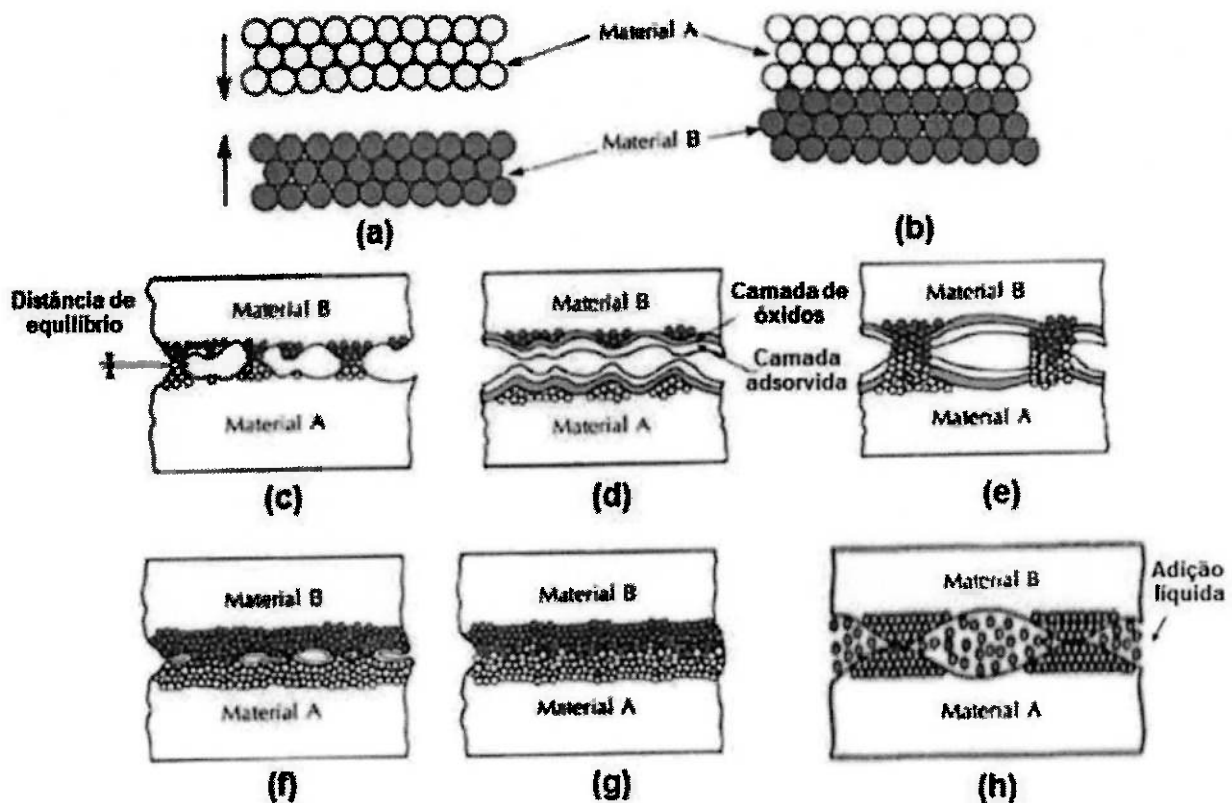 Material A
Material B
(a)
(b)
Distância de
equilíbrio
Material B
Material A
(c)
Material B
Camada de
óxidos
Camada
adsorvida
Material A
(d)
Material B
Material A
(e)
Material B
Material A
(f)
Material B
Material A
(g)
Material B
Adição
líquida
Material A
(h)